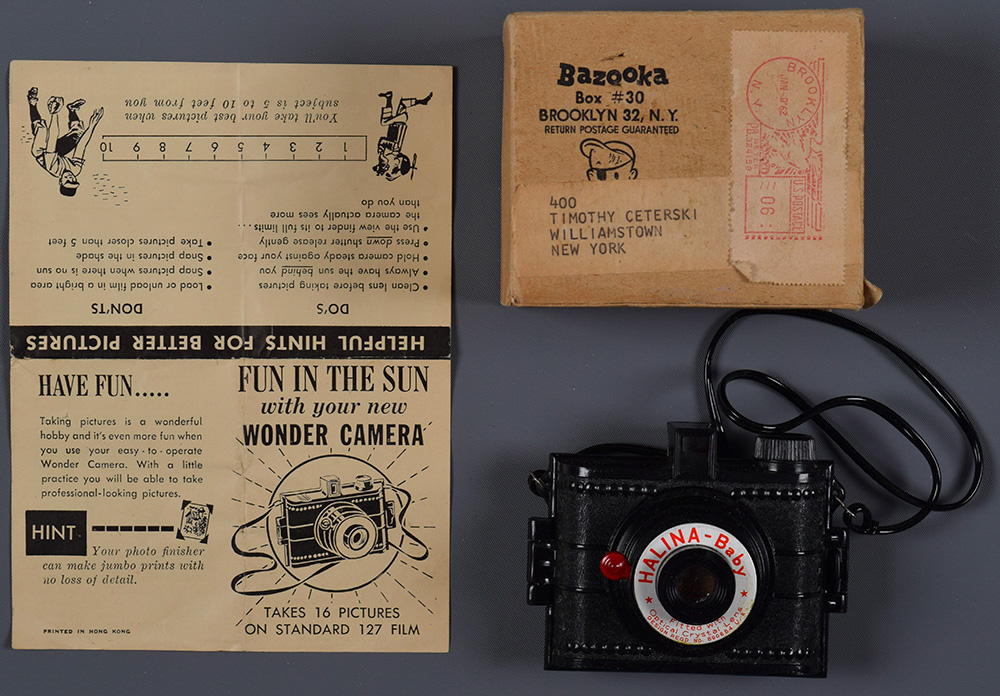 You'll take your best pictures when
subject is 5 to 10 feet from you
1 2 3 4 5 6 7 8 9 10
HELPFUL HINTS FOR BETTER PICTURES
DO'S
• Clean lens before taking pictures
• Always have the sun behind you
• Hold camera steady against your face
• Press shutter release gently down
• Use the view finder to its full limits . . .
the camera actually sees more
than you do
DON'TS
• Load or unload film in a bright area
• Snap pictures when there is no sun
• Snap pictures in the shade
• Take pictures closer than 5 feet
HAVE FUN.....
Taking pictures is a wonderful
hobby and it's even more fun when
you use your easy-to-operate
Wonder Camera. With a little
practice you will be able to take
professional-looking pictures.
HINT
Your photo finisher
can make jumbo prints with
no loss of detail.
PRINTED IN HONG KONG
FUN IN THE SUN
with your new
WONDER CAMERA
TAKES 16 PICTURES
ON STANDARD 127 FILM
Bazooka
Box #30
BROOKLYN 32, N.Y.
RETURN POSTAGE GUARANTEED
400
TIMOTHY CETERSKI
WILLIAMSTOWN
NEW YORK
BROOKLYN
N.Y.
U.S. POSTAGE
06
HALINA-Baby
Fitted with
Optical Crystal Lens